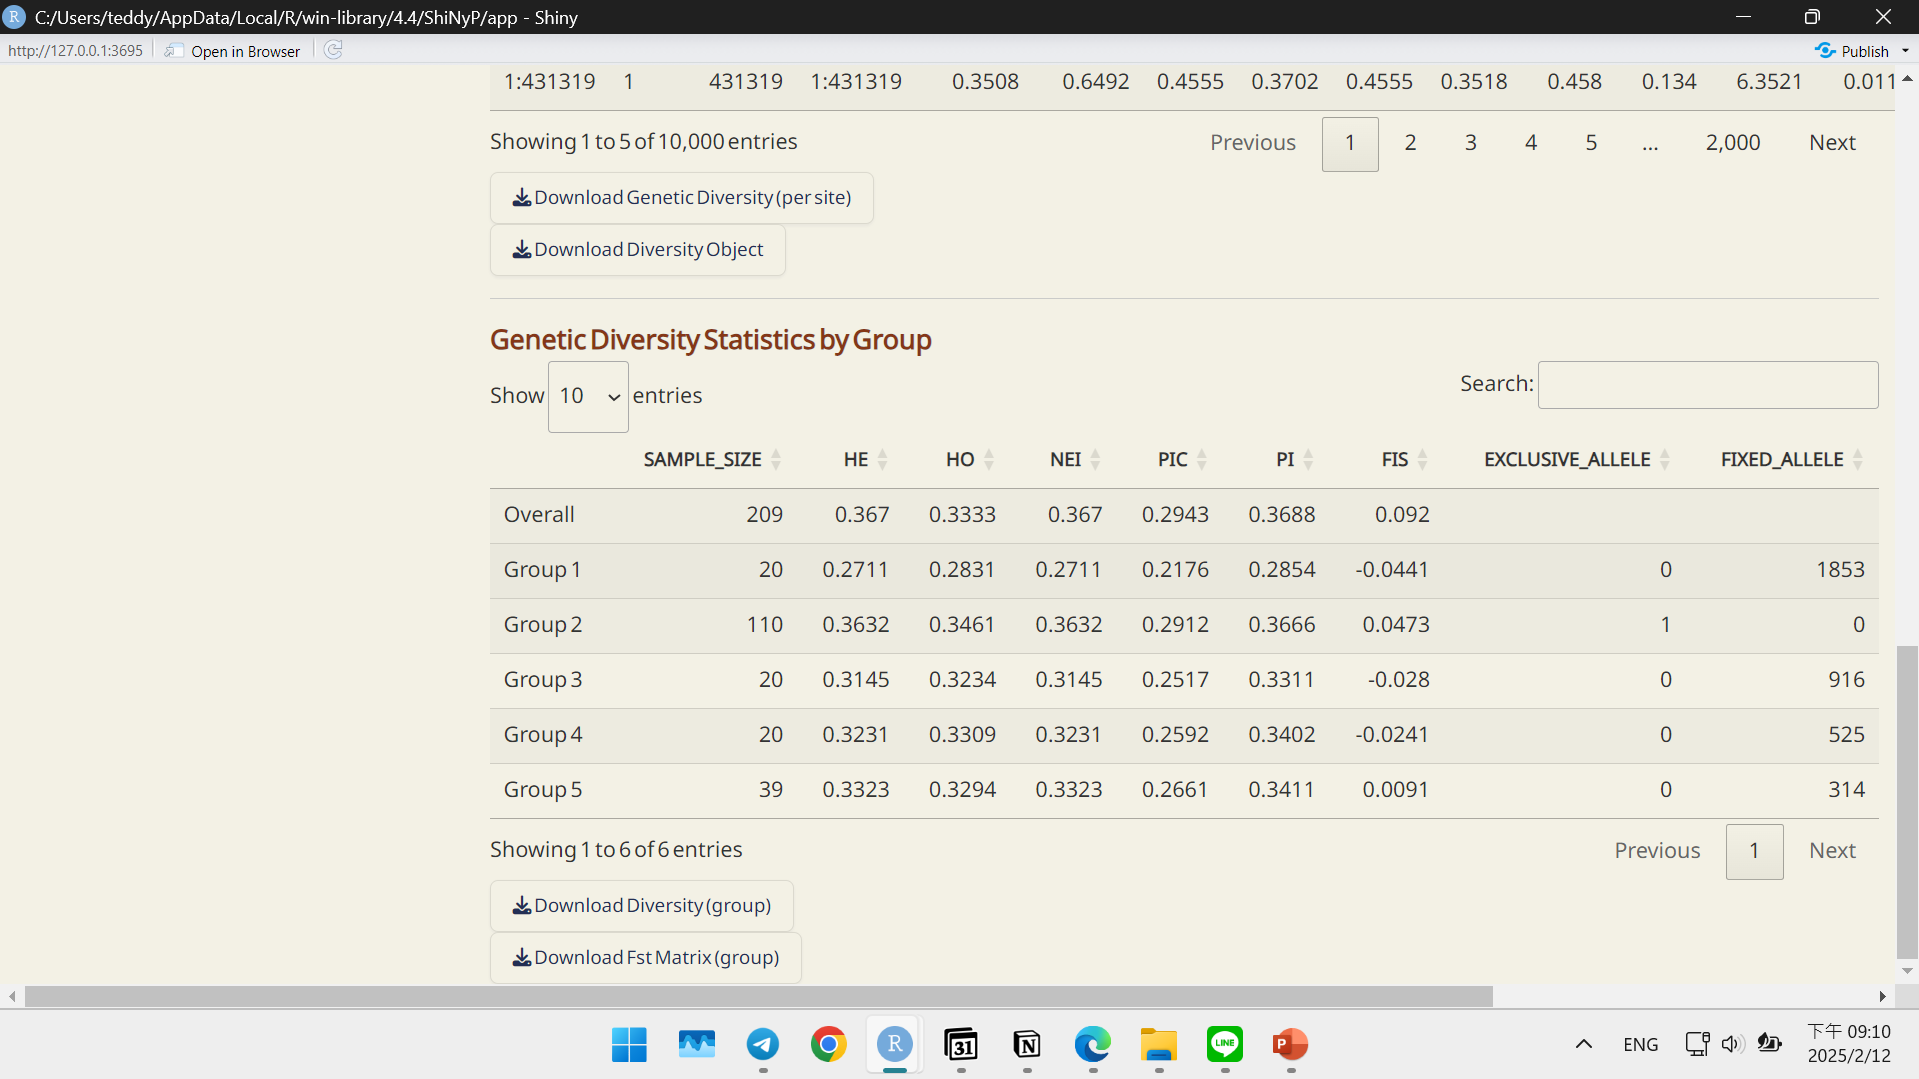 R C:/Users/teddy/AppData/Local/R/win-library/4.4/ShiNyP/app - Shiny
http://127.0.0.1:3695 Open in Browser Publish
1:431319 1 431319 1:431319 0.3508 0.6492 0.4555 0.3702 0.4555 0.3518 0.458 0.134 6.3521 0.011
Showing 1 to 5 of 10,000 entries Previous 1 2 3 4 5 ... 2,000 Next
Download Genetic Diversity (per site)
Download Diversity Object
Genetic Diversity Statistics by Group
Show 10 entries Search:
SAMPLE_SIZE HE HO NEI PIC PI FIS EXCLUSIVE_ALLELE FIXED_ALLELE
Overall 209 0.367 0.3333 0.367 0.2943 0.3688 0.092
Group 1 20 0.2711 0.2831 0.2711 0.2176 0.2854 -0.0441 0 1853
Group 2 110 0.3632 0.3461 0.3632 0.2912 0.3666 0.0473 1 0
Group 3 20 0.3145 0.3234 0.3145 0.2517 0.3311 -0.028 0 916
Group 4 20 0.3231 0.3309 0.3231 0.2592 0.3402 -0.0241 0 525
Group 5 39 0.3323 0.3294 0.3323 0.2661 0.3411 0.0091 0 314
Showing 1 to 6 of 6 entries Previous 1 Next
Download Diversity (group)
Download Fst Matrix (group)
R 31 N LINE P ENG 下午 09:10
2025/2/12